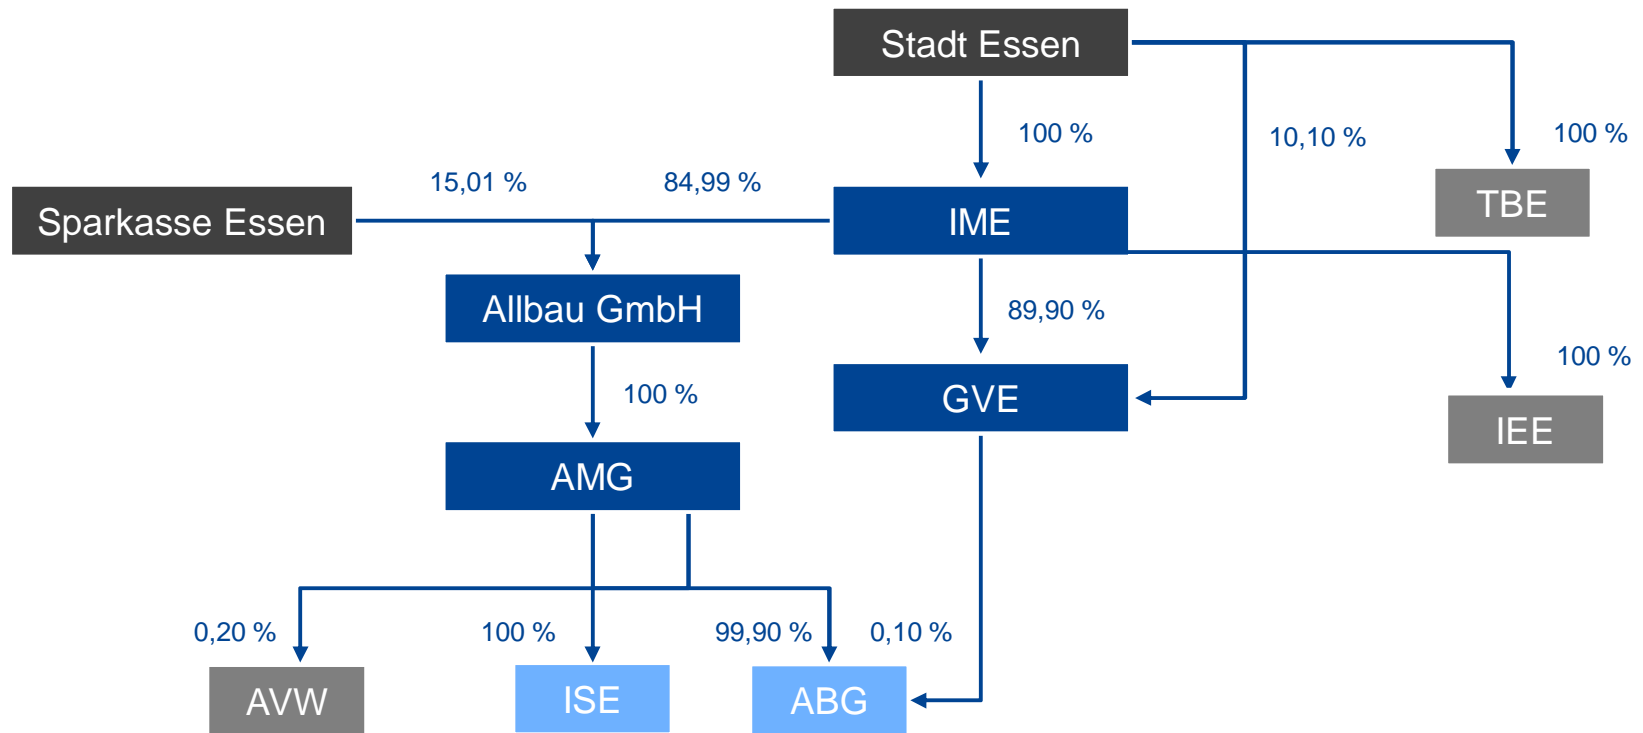 Stadt Essen
100 %
10,10 %
100 %
15,01 %
84,99 %
Sparkasse Essen
IME
TBE
Allbau GmbH
89,90 %
100 %
100 %
GVE
IEE
AMG
0,20 %
100 %
99,90 %
0,10 %
AVW
ISE
ABG